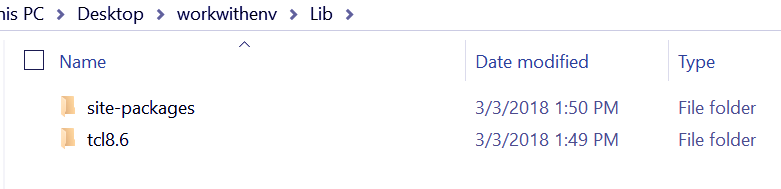 his PC > Desktop > workwithenv > Lib >
Name Date modified Type
site-packages 3/3/2018 1:50 PM File folder
tcl8.6 3/3/2018 1:49 PM File folder